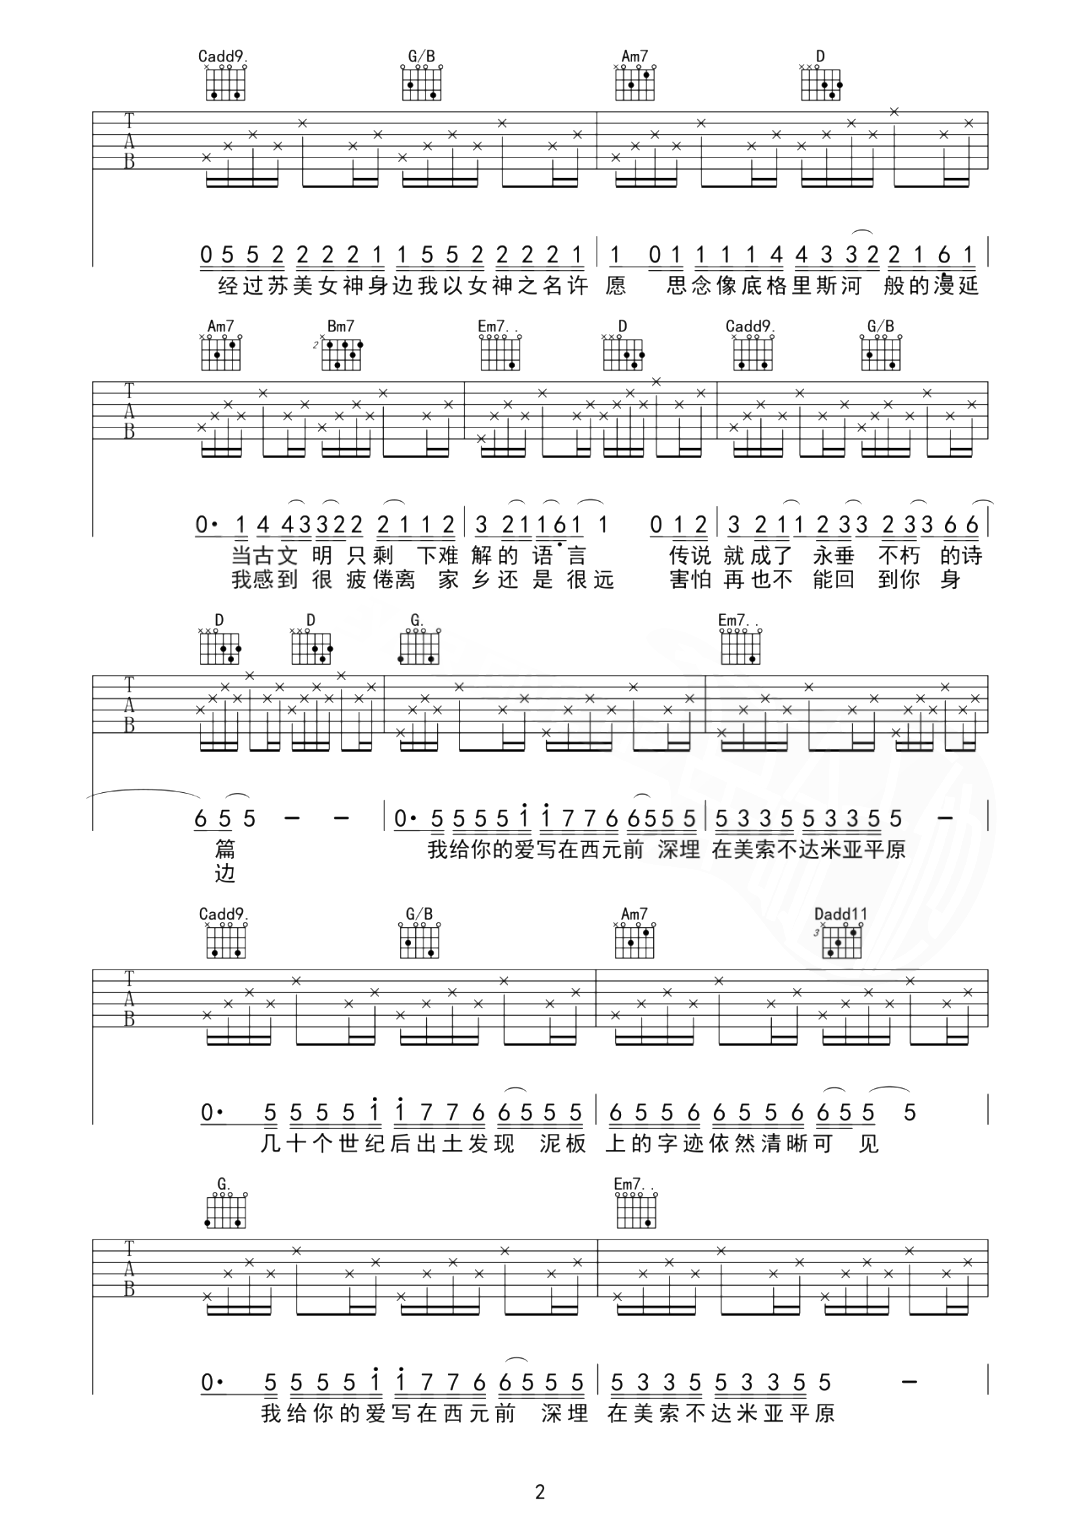 Cadd9. G/B Am7 D
T
A
B
0 5 5 2 2 2 2 1 1 5 5 2 2 2 2 1 1 0 1 1 1 1 4 4 3 3 2 2 1 6 1
经过苏美女神身边我以女神之名许 愿 思念像底格里斯河 般的漫延
Am7 Bm7 Em7.. D Cadd9. G/B
2
T
A
B
0· 1 4 4 3 3 2 2 2 1 1 2 3 2 1 1 6 1 1 0 1 2 3 2 1 1 2 3 3 2 3 3 6 6
当古文 明 只剩 下难 解的 语言 传说 就成了 永垂 不朽 的诗
我感到 很 疲倦离 家 乡还 是 很远 害怕 再也不 能回 到你 身
D D G. Em7..
T
A
B
6 5 5 – – 0· 5 5 5 5 1 1 7 7 6 6 5 5 5 5 3 3 5 5 3 3 5 5 –
篇 我给你的爱写在西元前 深埋 在美索不达米亚平原
边
Cadd9. G/B Am7 Dadd11
3
T
A
B
0· 5 5 5 5 1 1 7 7 6 6 5 5 5 6 5 5 6 5 5 5 6 6 5 5 5
几十个世纪后出土发现 泥板 上的字迹依然清晰可 见
G. Em7..
T
A
B
0· 5 5 5 5 1 1 7 7 6 6 5 5 5 5 3 3 5 5 3 3 5 5 –
我给你的爱写在西元前 深埋 在美索不达米亚平原
2